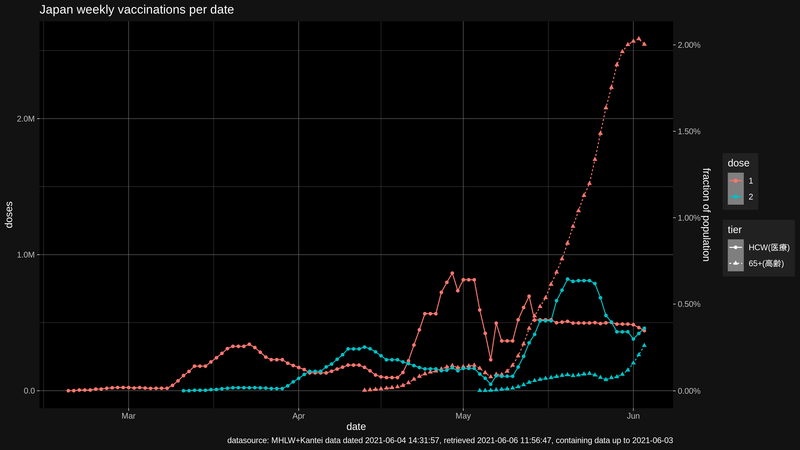 Japan weekly vaccinations per date
doses
2.0M
1.0M
0.0
2.00%
1.50%
1.00%
0.50%
0.00%
fraction of population
Mar
Apr
May
Jun
date
datasource: MHLW+Kantei data dated 2021-06-04 14:31:57, retrieved 2021-06-06 11:56:47, containing data up to 2021-06-03
dose
1
2
tier
HCW(医療)
65+(高齢)